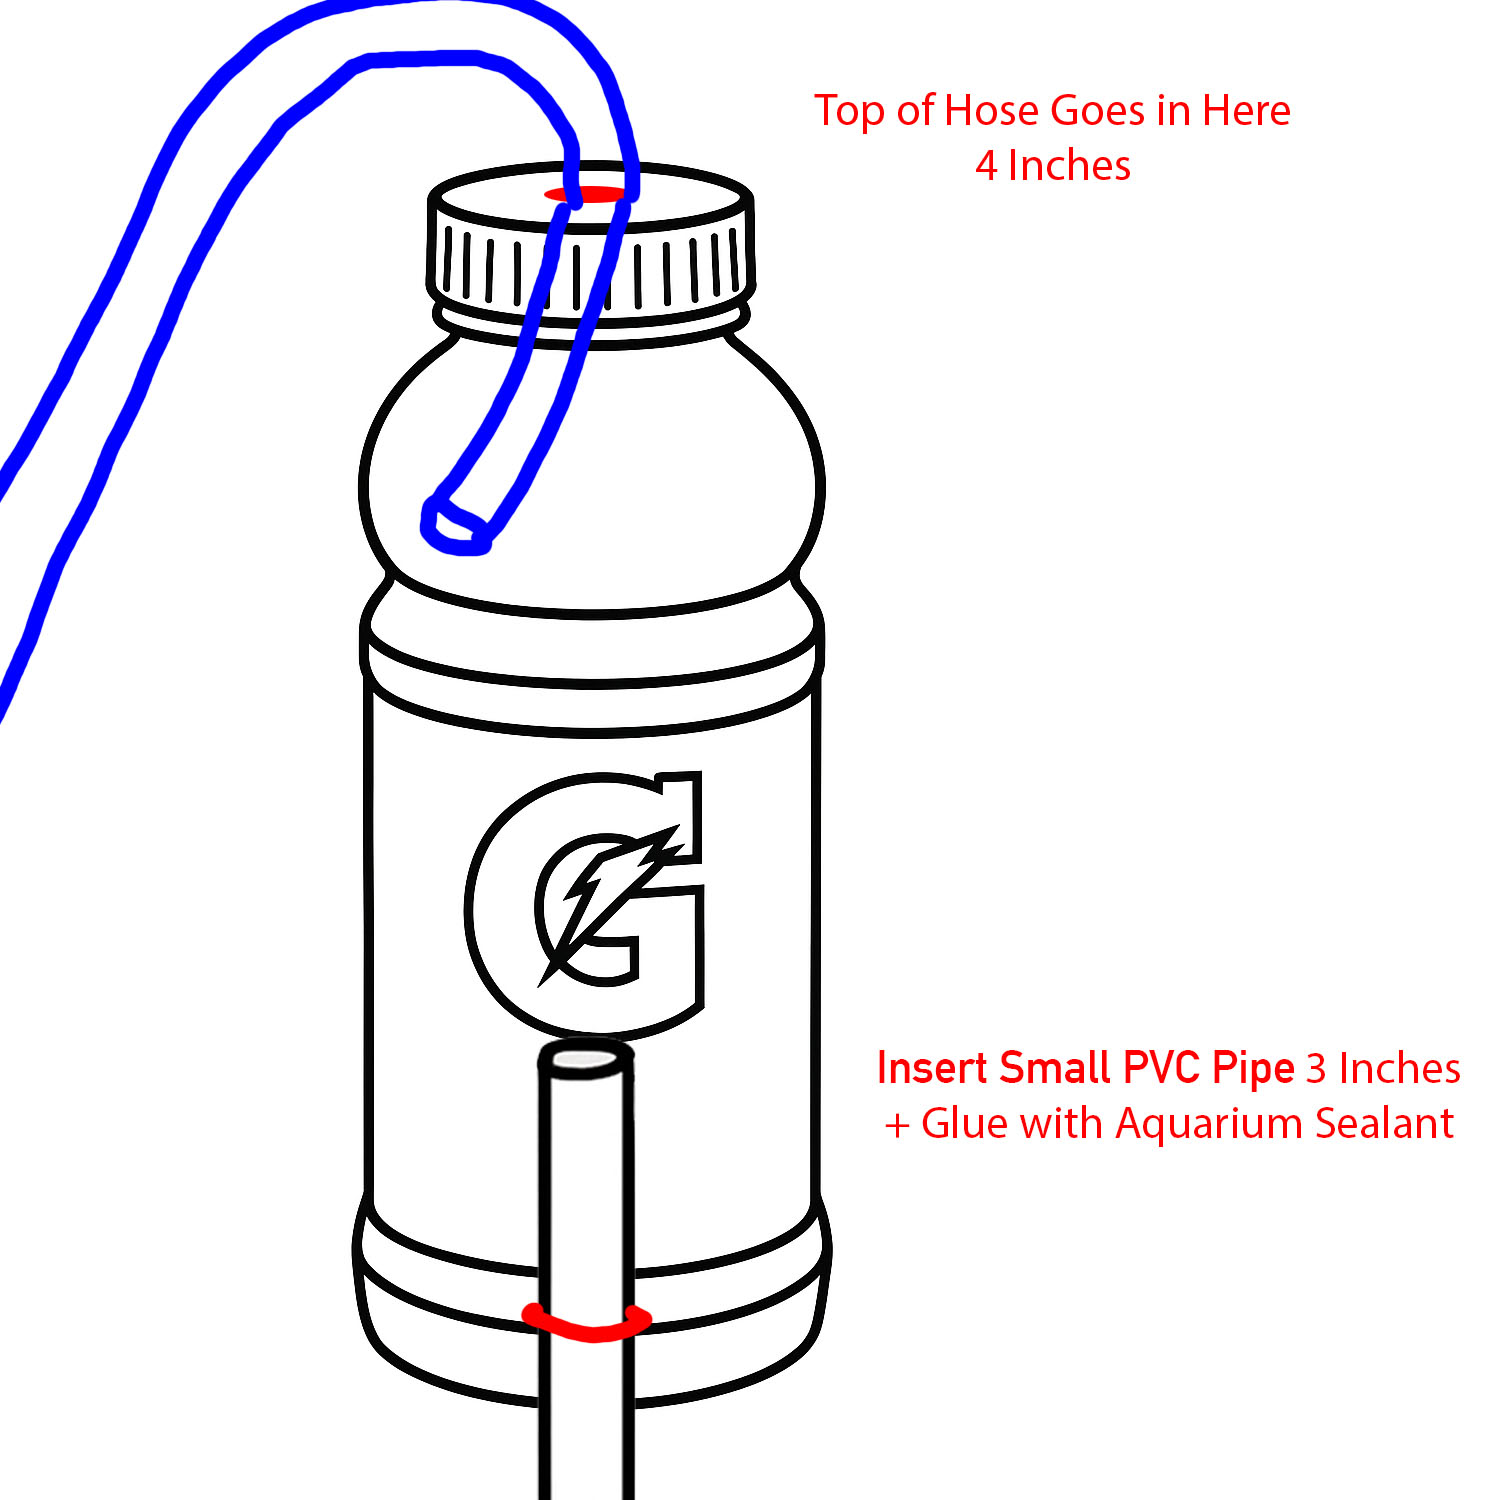 Top of Hose Goes in Here
4 Inches
G
Insert Small PVC Pipe 3 Inches
+ Glue with Aquarium Sealant